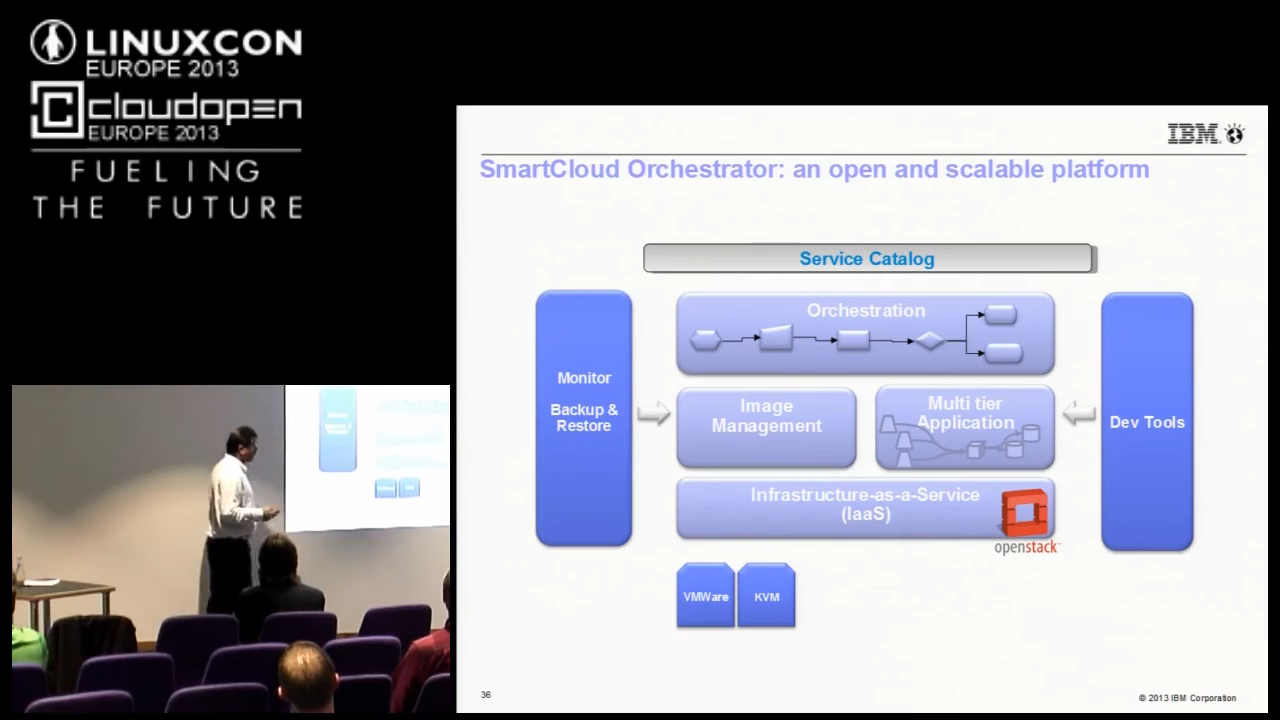 LINUXCON
EUROPE 2013
cloudopen
EUROPE 2013
FUELING
THE FUTURE
IBM
SmartCloud Orchestrator: an open and scalable platform
Service Catalog
Orchestration
Monitor
Backup &
Restore
Image
Management
Multi tier
Application
Dev Tools
Infrastructure-as-a-Service
(IaaS)
openstack
VMWare
KVM
36
© 2013 IBM Corporation